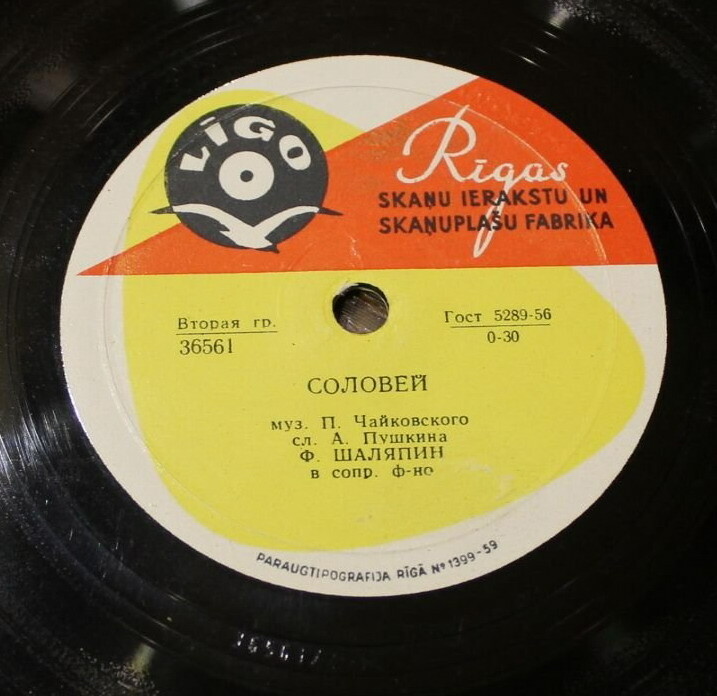 LĪGO
Rīgas
SKAŅU IERAKSTU UN
SKAŅUPLAŠU FABRIKA
Вторая гр.
36561
Гост 5289-56
0-30
СОЛОВЕЙ
муз. П. Чайковского
сл. А. Пушкина
Ф. ШАЛЯПИН
в сопр. ф-но
PARAUGTIPOGRAFIJA RĪGĀ Nº 1399-59